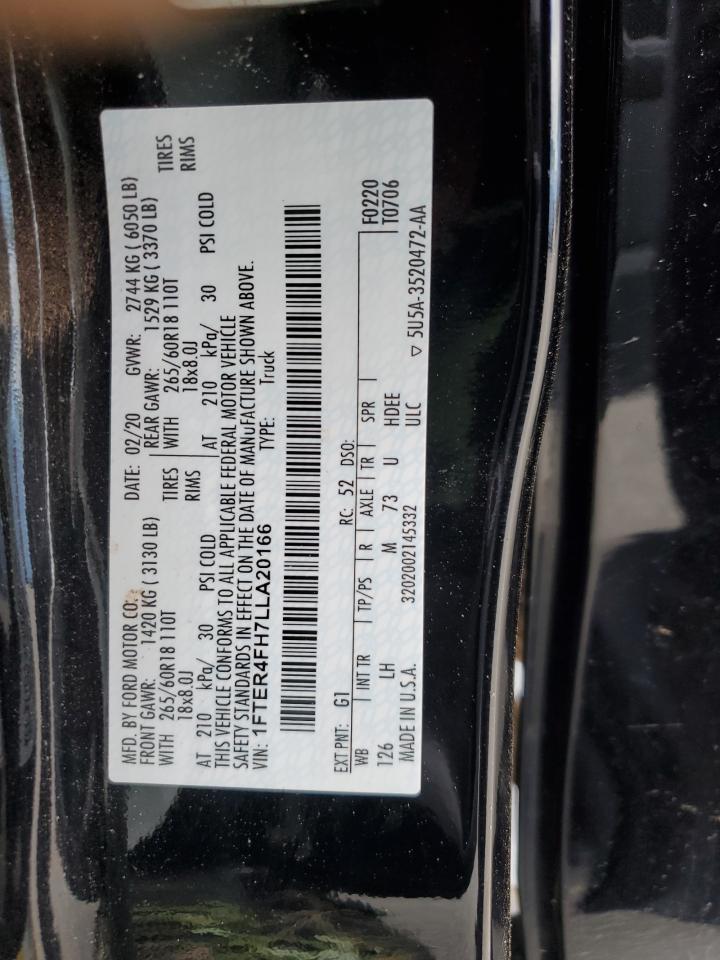 MFD. BY FORD MOTOR CO. DATE: 02/20 GVWR: 2744 KG ( 6050 LB)
FRONT GAWR: 1420 KG ( 3130 LB) REAR GAWR: 1529 KG ( 3370 LB)
WITH 265/60R18 110T TIRES WITH 265/60R18 110T TIRES
18x8.0J RIMS 18x8.0J RIMS
AT 210 kPa/ 30 PSI COLD AT 210 kPa/ 30 PSI COLD
THIS VEHICLE CONFORMS TO ALL APPLICABLE FEDERAL MOTOR VEHICLE
SAFETY STANDARDS IN EFFECT ON THE DATE OF MANUFACTURE SHOWN ABOVE.
VIN: 1FTER4FH7LLA20166 TYPE: Truck
EXT PNT: G1 RC: 52 DSO: F0220
WB INT TR TP/PS R AXLE TR SPR T0706
126 LH M 73 U HDEE
3202002145332 ULC
MADE IN U.S.A. ▽ 5U5A-3520472-AA